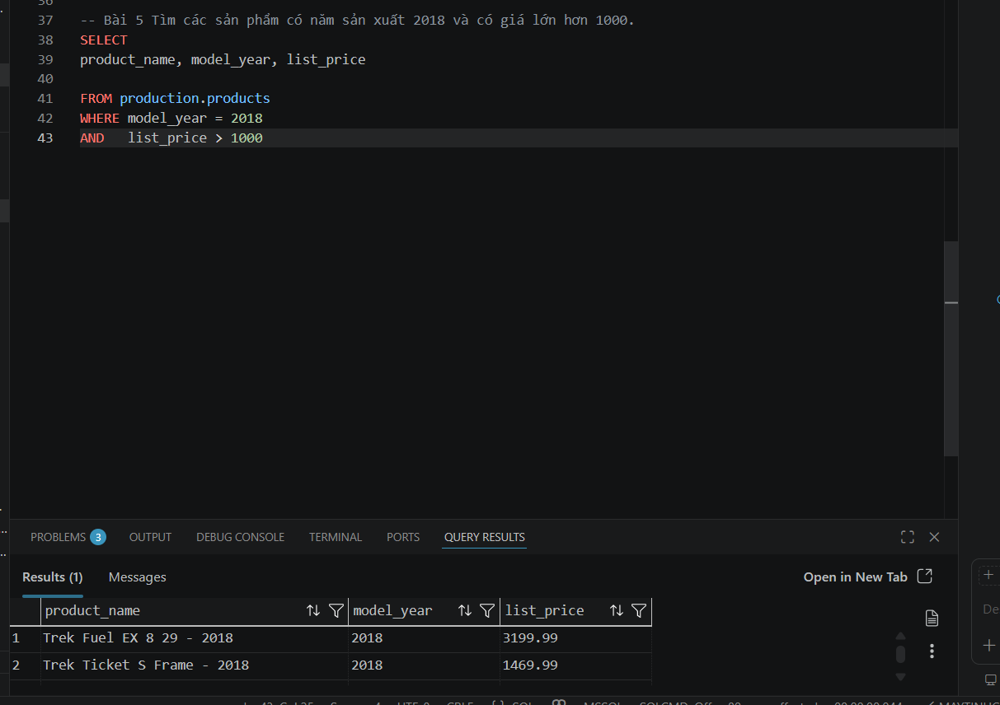 36
37 -- Bài 5 Tìm các sản phẩm có năm sản xuất 2018 và có giá lớn hơn 1000.
38 SELECT
39 product_name, model_year, list_price
40
41 FROM production.products
42 WHERE model_year = 2018
43 AND   list_price > 1000
PROBLEMS 3 OUTPUT DEBUG CONSOLE TERMINAL PORTS QUERY RESULTS
Results (1) Messages Open in New Tab
product_name model_year list_price
1 Trek Fuel EX 8 29 - 2018 2018 3199.99
2 Trek Ticket S Frame - 2018 2018 1469.99
De